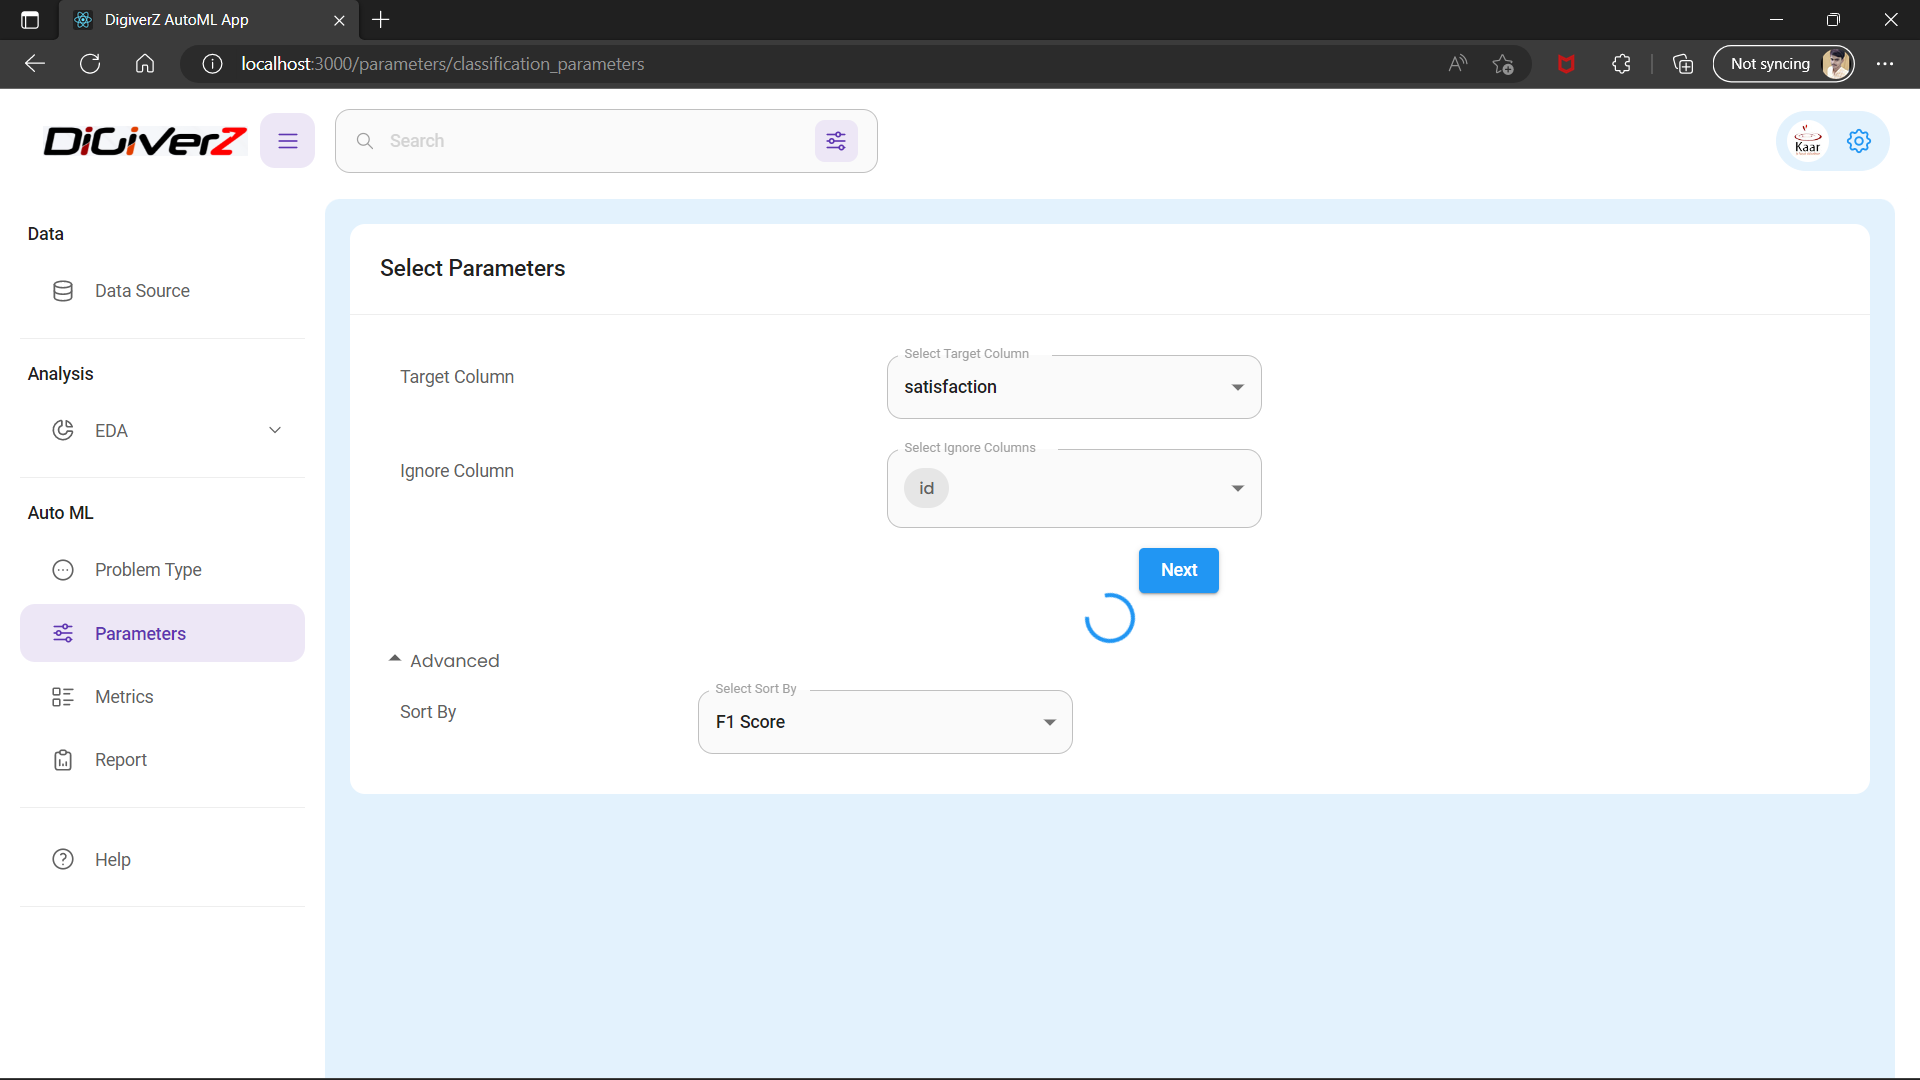 DigiverZ AutoML App
localhost:3000/parameters/classification_parameters
Not syncing
DiGiVerZ
Search
Kaar
Data
Data Source
Analysis
EDA
Auto ML
Problem Type
Parameters
Metrics
Report
Help
Select Parameters
Target Column
Select Target Column
satisfaction
Ignore Column
Select Ignore Columns
id
Next
Advanced
Sort By
Select Sort By
F1 Score